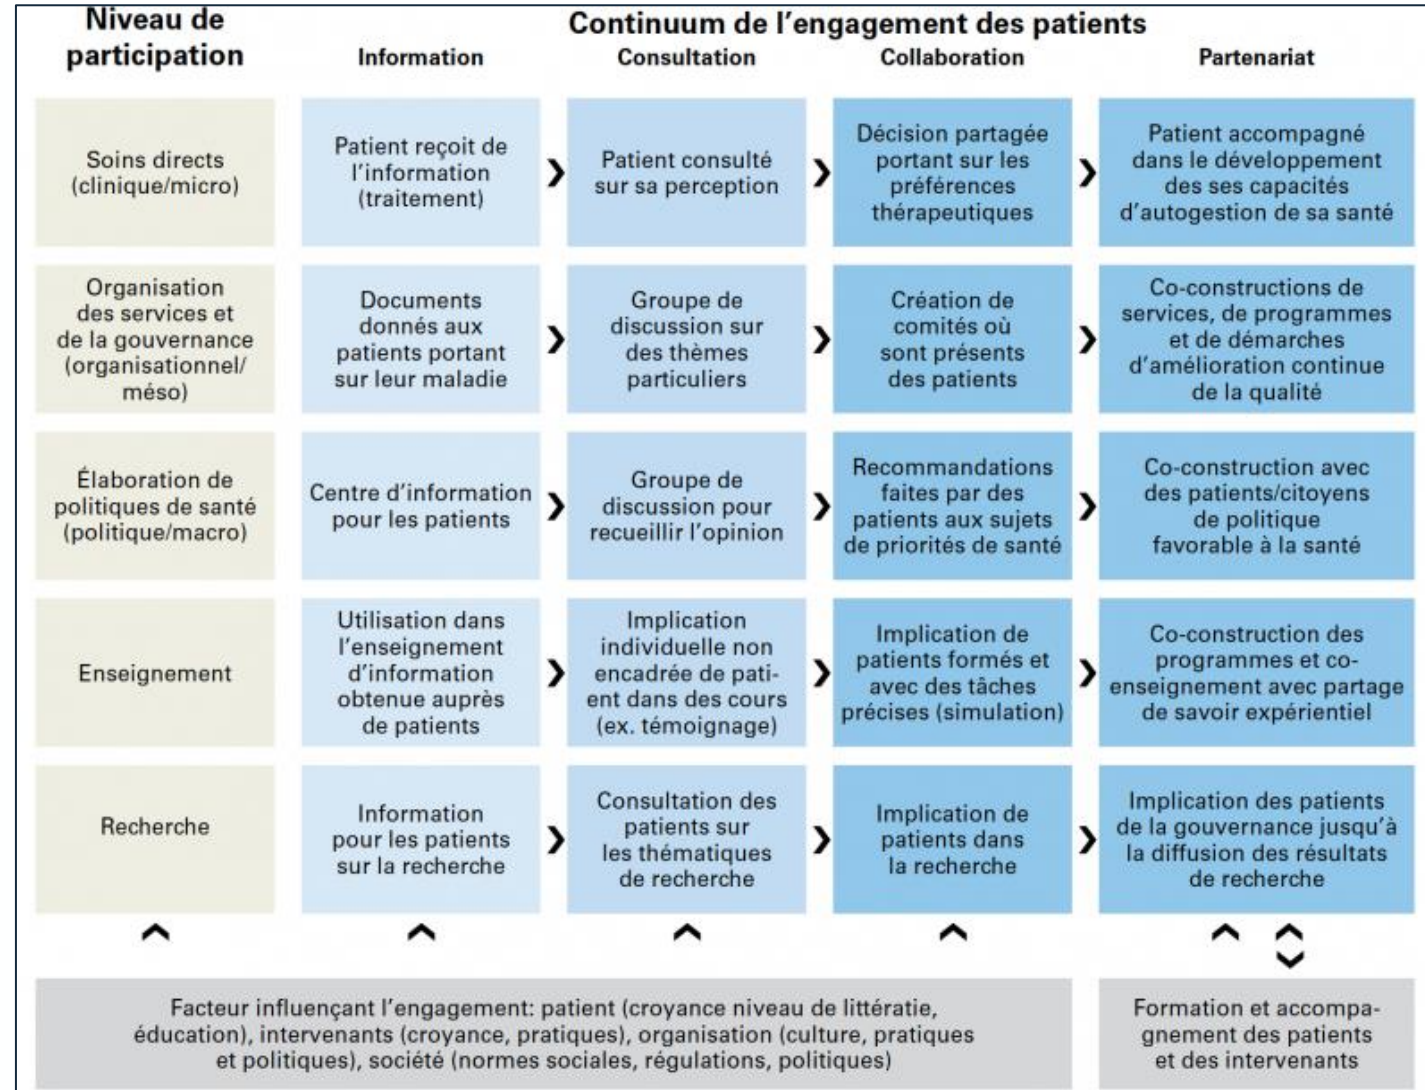 Niveau de
participation
Continuum de l’engagement des patients
Information
Consultation
Collaboration
Partenariat
Soins directs
(clinique/micro)
Patient reçoit de
l’information
(traitement)
Patient consulté
sur sa perception
Décision partagée
portant sur les
préférences
thérapeutiques
Patient accompagné
dans le développement
des ses capacités
d’autogestion de sa santé
Organisation
des services et
de la gouvernance
(organisationnel/
méso)
Documents
donnés aux
patients portant
sur leur maladie
Groupe de
discussion sur
des thèmes
particuliers
Création de
comités où
sont présents
des patients
Co-constructions de
services, de programmes
et de démarches
d’amélioration continue
de la qualité
Élaboration de
politiques de santé
(politique/macro)
Centre d’information
pour les patients
Groupe de
discussion pour
recueillir l’opinion
Recommandations
faites par des
patients aux sujets
de priorités de santé
Co-construction avec
des patients/citoyens
de politique
favorable à la santé
Enseignement
Utilisation dans
l’enseignement
d’information
obtenue auprès
de patients
Implication
individuelle non
encadrée de pati-
ent dans des cours
(ex. témoignage)
Implication de
patients formés et
avec des tâches
précises (simulation)
Co-construction des
programmes et co-
enseignement avec partage
de savoir expérientiel
Recherche
Information
pour les patients
sur la recherche
Consultation des
patients sur
les thématiques
de recherche
Implication de
patients dans
la recherche
Implication des patients
de la gouvernance jusqu’à
la diffusion des résultats
de recherche
Facteur influençant l’engagement: patient (croyance niveau de littératie,
éducation), intervenants (croyance, pratiques), organisation (culture, pratiques
et politiques), société (normes sociales, régulations, politiques)
Formation et accompa-
gnement des patients
et des intervenants